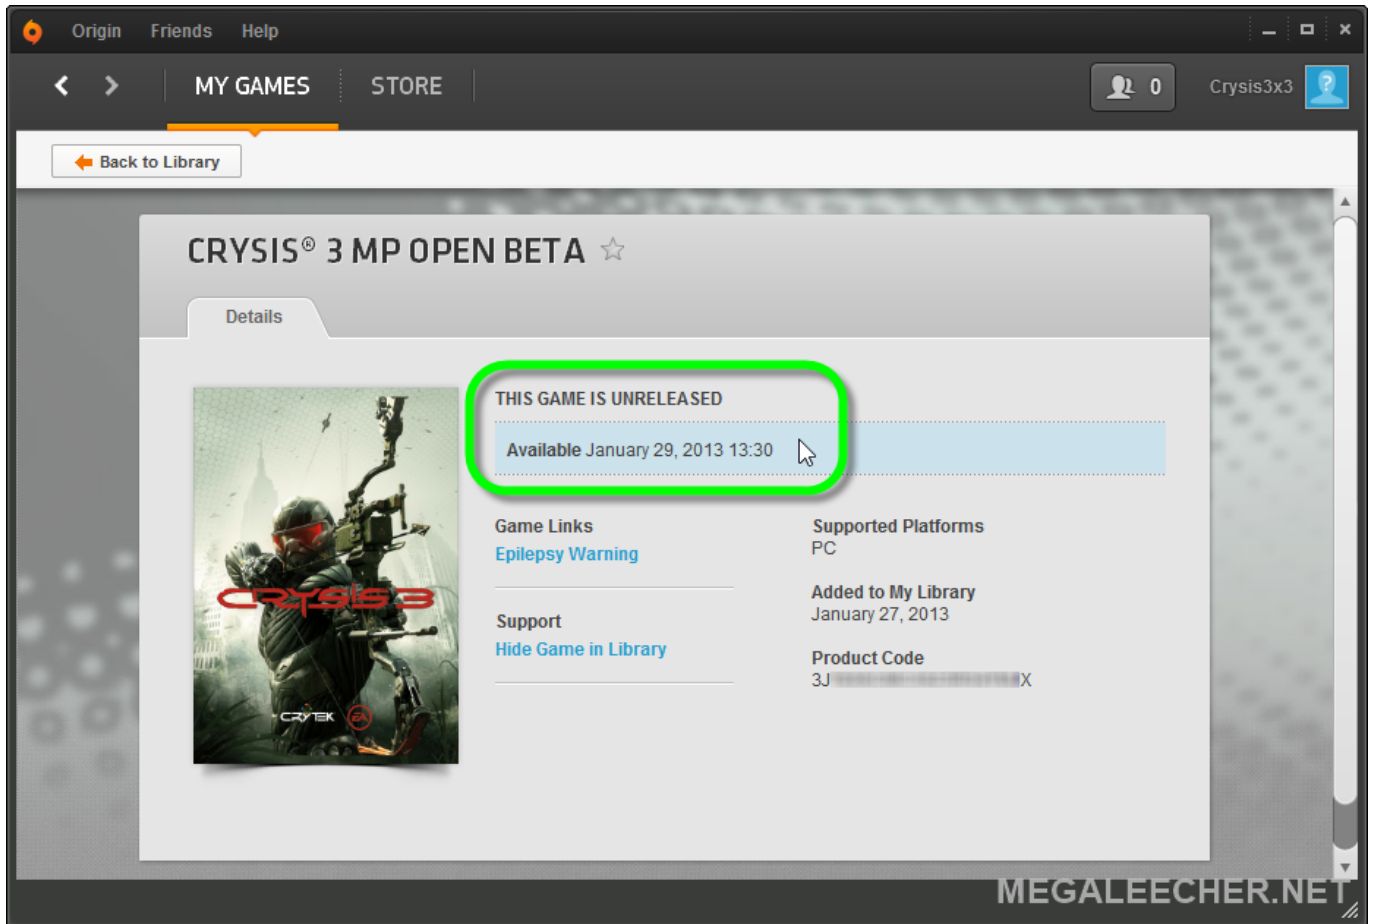 Origin Friends Help
MY GAMES STORE
0 Crysis3x3
Back to Library
CRYSIS® 3 MP OPEN BETA
Details
THIS GAME IS UNRELEASED
Available January 29, 2013 13:30
Game Links
Epilepsy Warning
Support
Hide Game in Library
Supported Platforms
PC
Added to My Library
January 27, 2013
Product Code
3J X
CRYSIS 3
CRYTEK EA
MEGALEECHER.NET